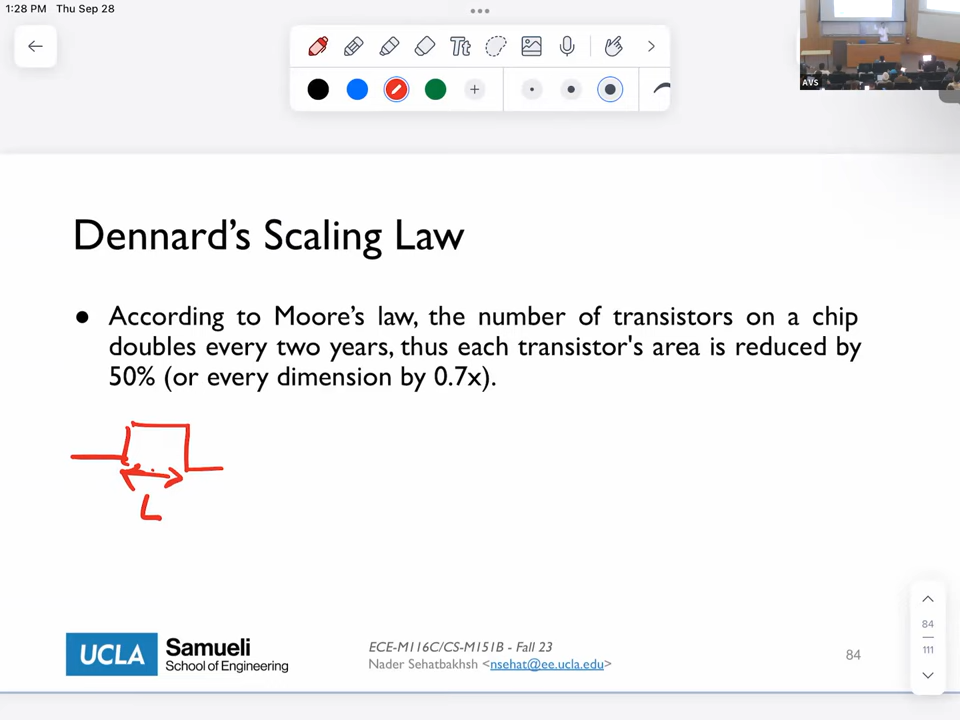 1:28 PM Thu Sep 28
Tt
AVS
Dennard's Scaling Law
● According to Moore's law, the number of transistors on a chip
doubles every two years, thus each transistor's area is reduced by
50% (or every dimension by 0.7x).
L
84
111
UCLA
Samueli
School of Engineering
ECE-M116C/CS-M151B - Fall 23
Nader Sehatbakhsh <nsehat@ee.ucla.edu>
84